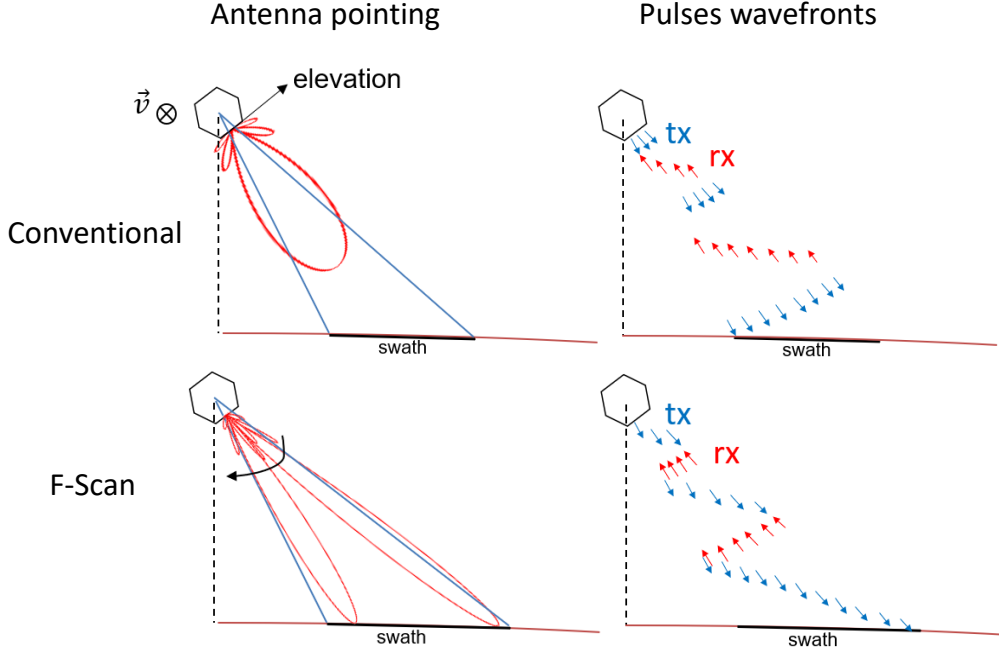 Antenna pointing
Pulses wavefronts
elevation
v⃗ ⊗
tx
rx
Conventional
swath
swath
tx
rx
F-Scan
swath
swath